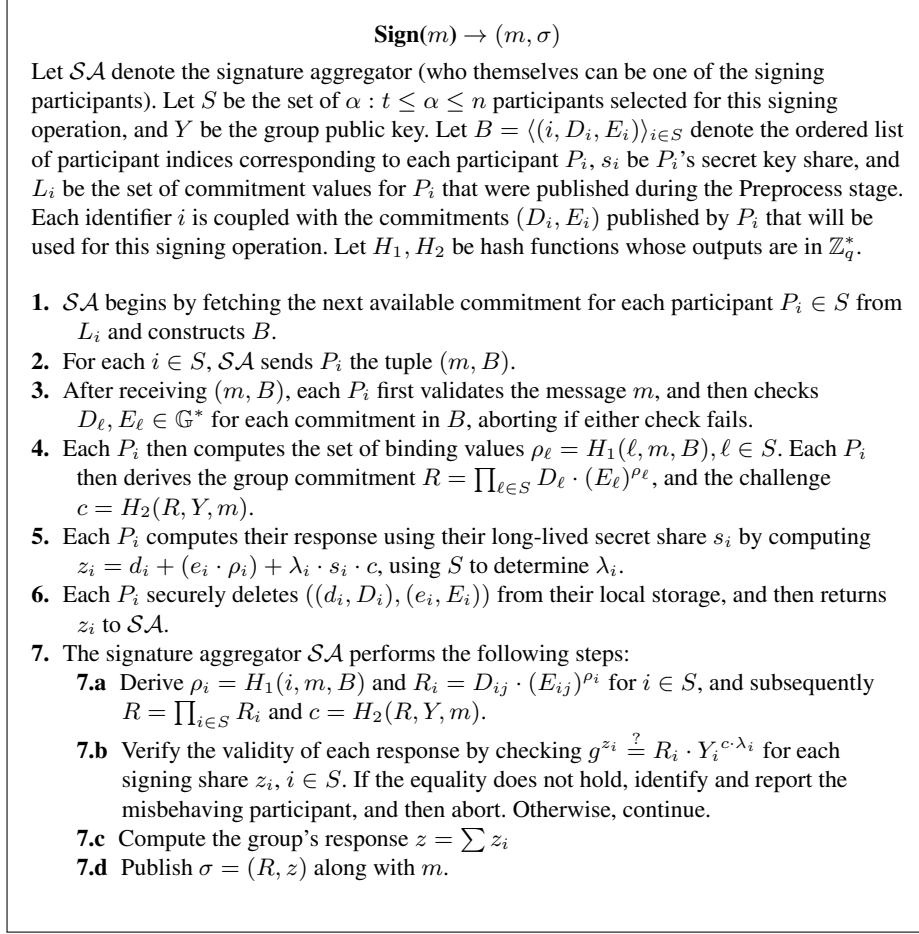 Sign(m) → (m, σ)
Let 𝒮𝒜 denote the signature aggregator (who themselves can be one of the signing
participants). Let S be the set of α : t ≤ α ≤ n participants selected for this signing
operation, and Y be the group public key. Let B = ⟨(i, D_i, E_i)⟩_{i∈S} denote the ordered list
of participant indices corresponding to each participant P_i, s_i be P_i's secret key share, and
L_i be the set of commitment values for P_i that were published during the Preprocess stage.
Each identifier i is coupled with the commitments (D_i, E_i) published by P_i that will be
used for this signing operation. Let H_1, H_2 be hash functions whose outputs are in ℤ_q^*.
1. 𝒮𝒜 begins by fetching the next available commitment for each participant P_i ∈ S from
L_i and constructs B.
2. For each i ∈ S, 𝒮𝒜 sends P_i the tuple (m, B).
3. After receiving (m, B), each P_i first validates the message m, and then checks
D_ℓ, E_ℓ ∈ 𝔾^* for each commitment in B, aborting if either check fails.
4. Each P_i then computes the set of binding values ρ_ℓ = H_1(ℓ, m, B), ℓ ∈ S. Each P_i
then derives the group commitment R = ∏_{ℓ∈S} D_ℓ · (E_ℓ)^{ρ_ℓ}, and the challenge
c = H_2(R, Y, m).
5. Each P_i computes their response using their long-lived secret share s_i by computing
z_i = d_i + (e_i · ρ_i) + λ_i · s_i · c, using S to determine λ_i.
6. Each P_i securely deletes ((d_i, D_i), (e_i, E_i)) from their local storage, and then returns
z_i to 𝒮𝒜.
7. The signature aggregator 𝒮𝒜 performs the following steps:
7.a Derive ρ_i = H_1(i, m, B) and R_i = D_{ij} · (E_{ij})^{ρ_i} for i ∈ S, and subsequently
R = ∏_{i∈S} R_i and c = H_2(R, Y, m).
7.b Verify the validity of each response by checking g^{z_i} ≟ R_i · Y_i^{c·λ_i} for each
signing share z_i, i ∈ S. If the equality does not hold, identify and report the
misbehaving participant, and then abort. Otherwise, continue.
7.c Compute the group's response z = ∑ z_i
7.d Publish σ = (R, z) along with m.